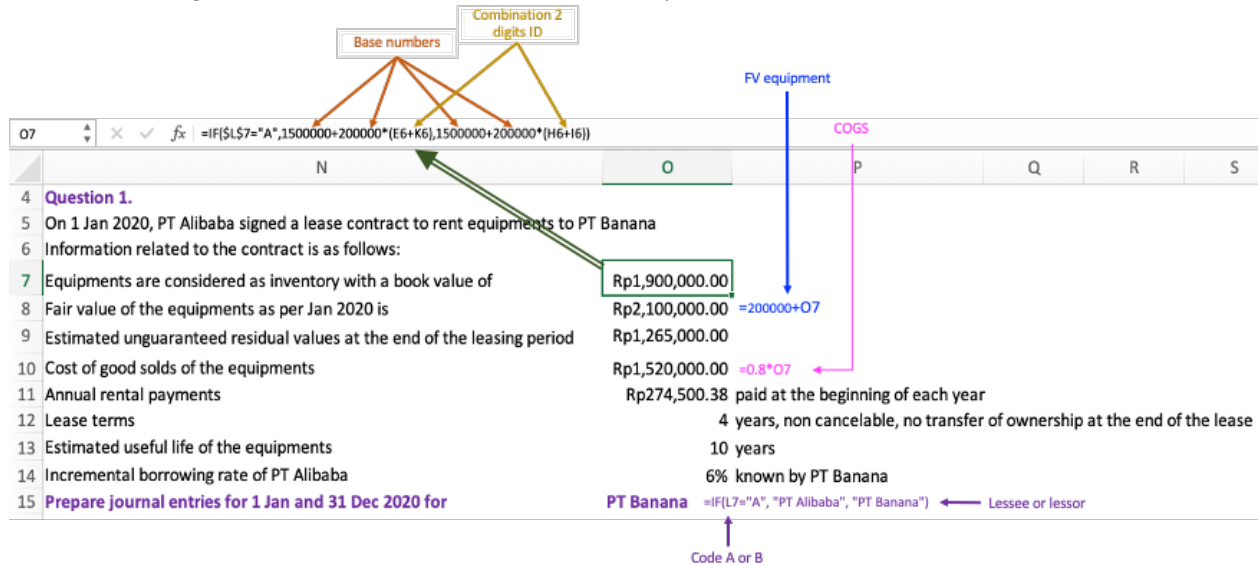 Combination 2
digits ID
Base numbers
FV equipment
COGS
O7 fx =IF($L$7="A",1500000+200000*(E6+K6),1500000+200000*(H6+I6))
N O P Q R S
4 Question 1.
5 On 1 Jan 2020, PT Alibaba signed a lease contract to rent equipments to PT Banana
6 Information related to the contract is as follows:
7 Equipments are considered as inventory with a book value of Rp1,900,000.00
8 Fair value of the equipments as per Jan 2020 is Rp2,100,000.00 =200000+O7
9 Estimated unguaranteed residual values at the end of the leasing period Rp1,265,000.00
10 Cost of good solds of the equipments Rp1,520,000.00 =0.8*O7
11 Annual rental payments Rp274,500.38 paid at the beginning of each year
12 Lease terms 4 years, non cancelable, no transfer of ownership at the end of the lease
13 Estimated useful life of the equipments 10 years
14 Incremental borrowing rate of PT Alibaba 6% known by PT Banana
15 Prepare journal entries for 1 Jan and 31 Dec 2020 for PT Banana =IF(L7="A", "PT Alibaba", "PT Banana") Lessee or lessor
Code A or B